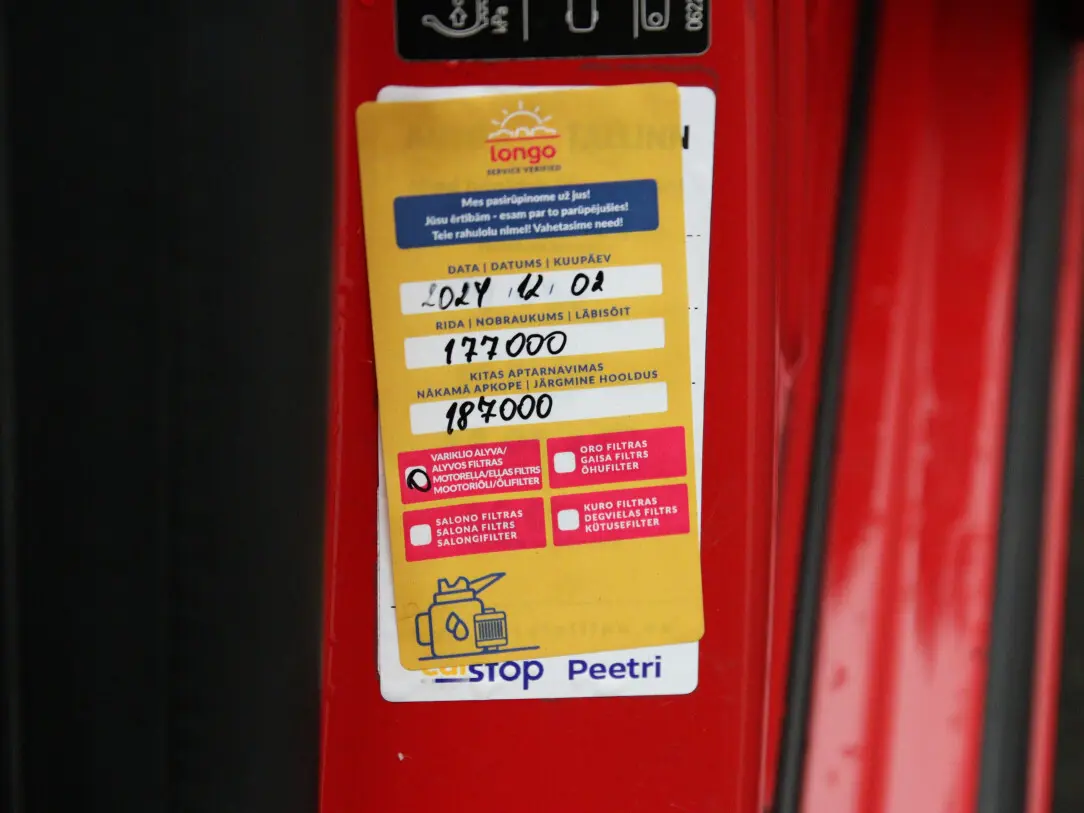 kPa
0622
TALLINN
longo
SERVICE VERIFIED
Mes pasirūpinome už jus!
Jūsu ērtībām - esam par to parūpējušies!
Teie rahulolu nimel! Vahetasime need!
DATA | DATUMS | KUUPÄEV
2024.12.02
RIDA | NOBRAUKUMS | LÄBISÕIT
177000
KITAS APTARNAVIMAS
NĀKAMĀ APKOPE | JÄRGMINE HOOLDUS
187000
VARIKLIO ALYVA/
ALYVOS FILTRAS
MOTOREĻĻA/EĻĻAS FILTRS
MOOTORIÕLI/ÕLIFILTER
ORO FILTRAS
GAISA FILTRS
ÕHUFILTER
SALONO FILTRAS
SALONA FILTRS
SALONGIFILTER
KURO FILTRAS
DEGVIELAS FILTRS
KÜTUSEFILTER
STOP Peetri